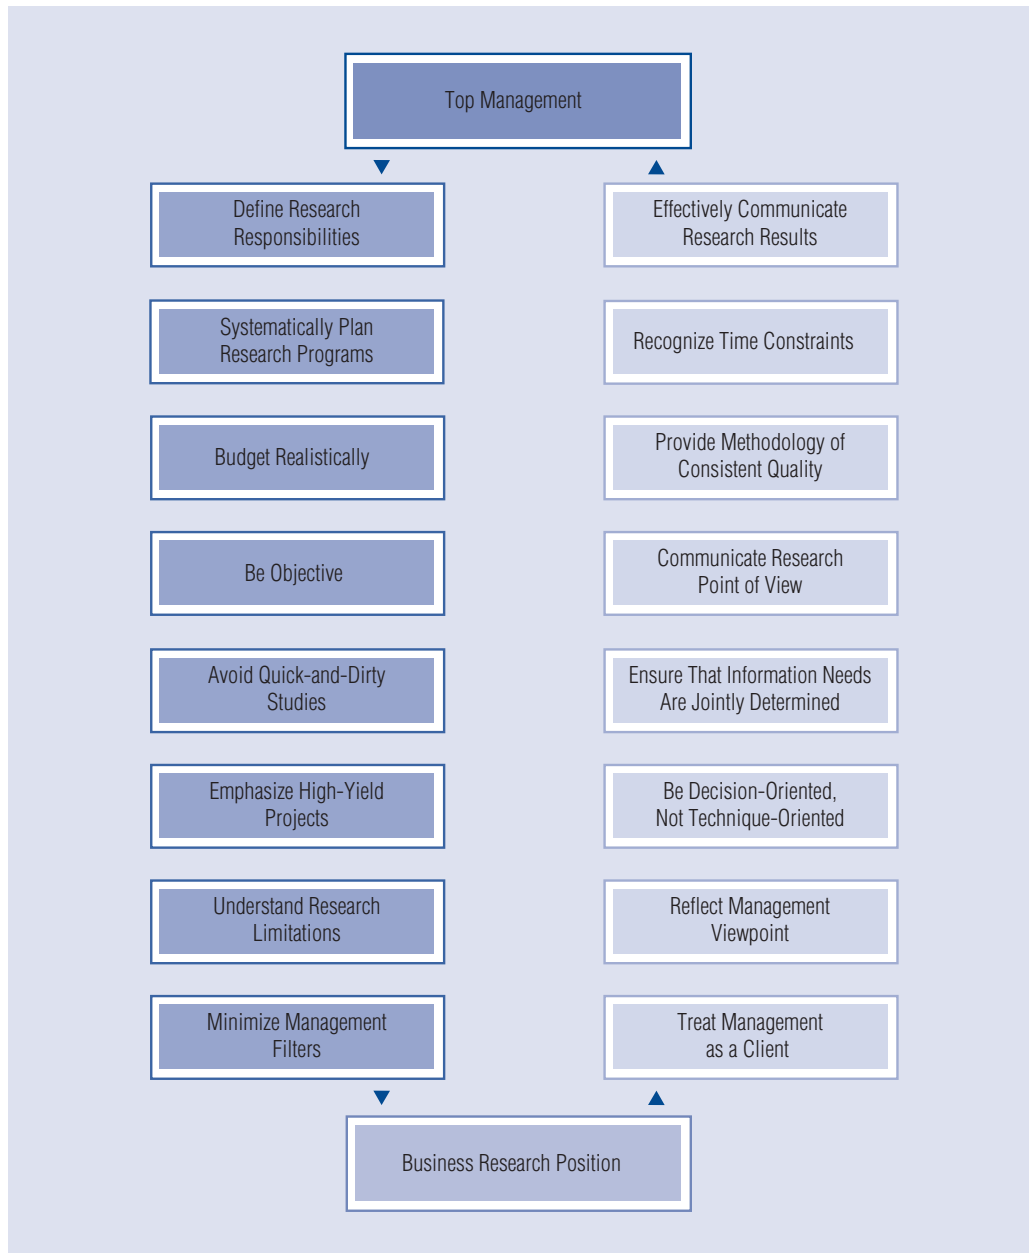 Top Management
Define Research
Responsibilities
Effectively Communicate
Research Results
Systematically Plan
Research Programs
Recognize Time Constraints
Budget Realistically
Provide Methodology of
Consistent Quality
Be Objective
Communicate Research
Point of View
Avoid Quick-and-Dirty
Studies
Ensure That Information Needs
Are Jointly Determined
Emphasize High-Yield
Projects
Be Decision-Oriented,
Not Technique-Oriented
Understand Research
Limitations
Reflect Management
Viewpoint
Minimize Management
Filters
Treat Management
as a Client
Business Research Position